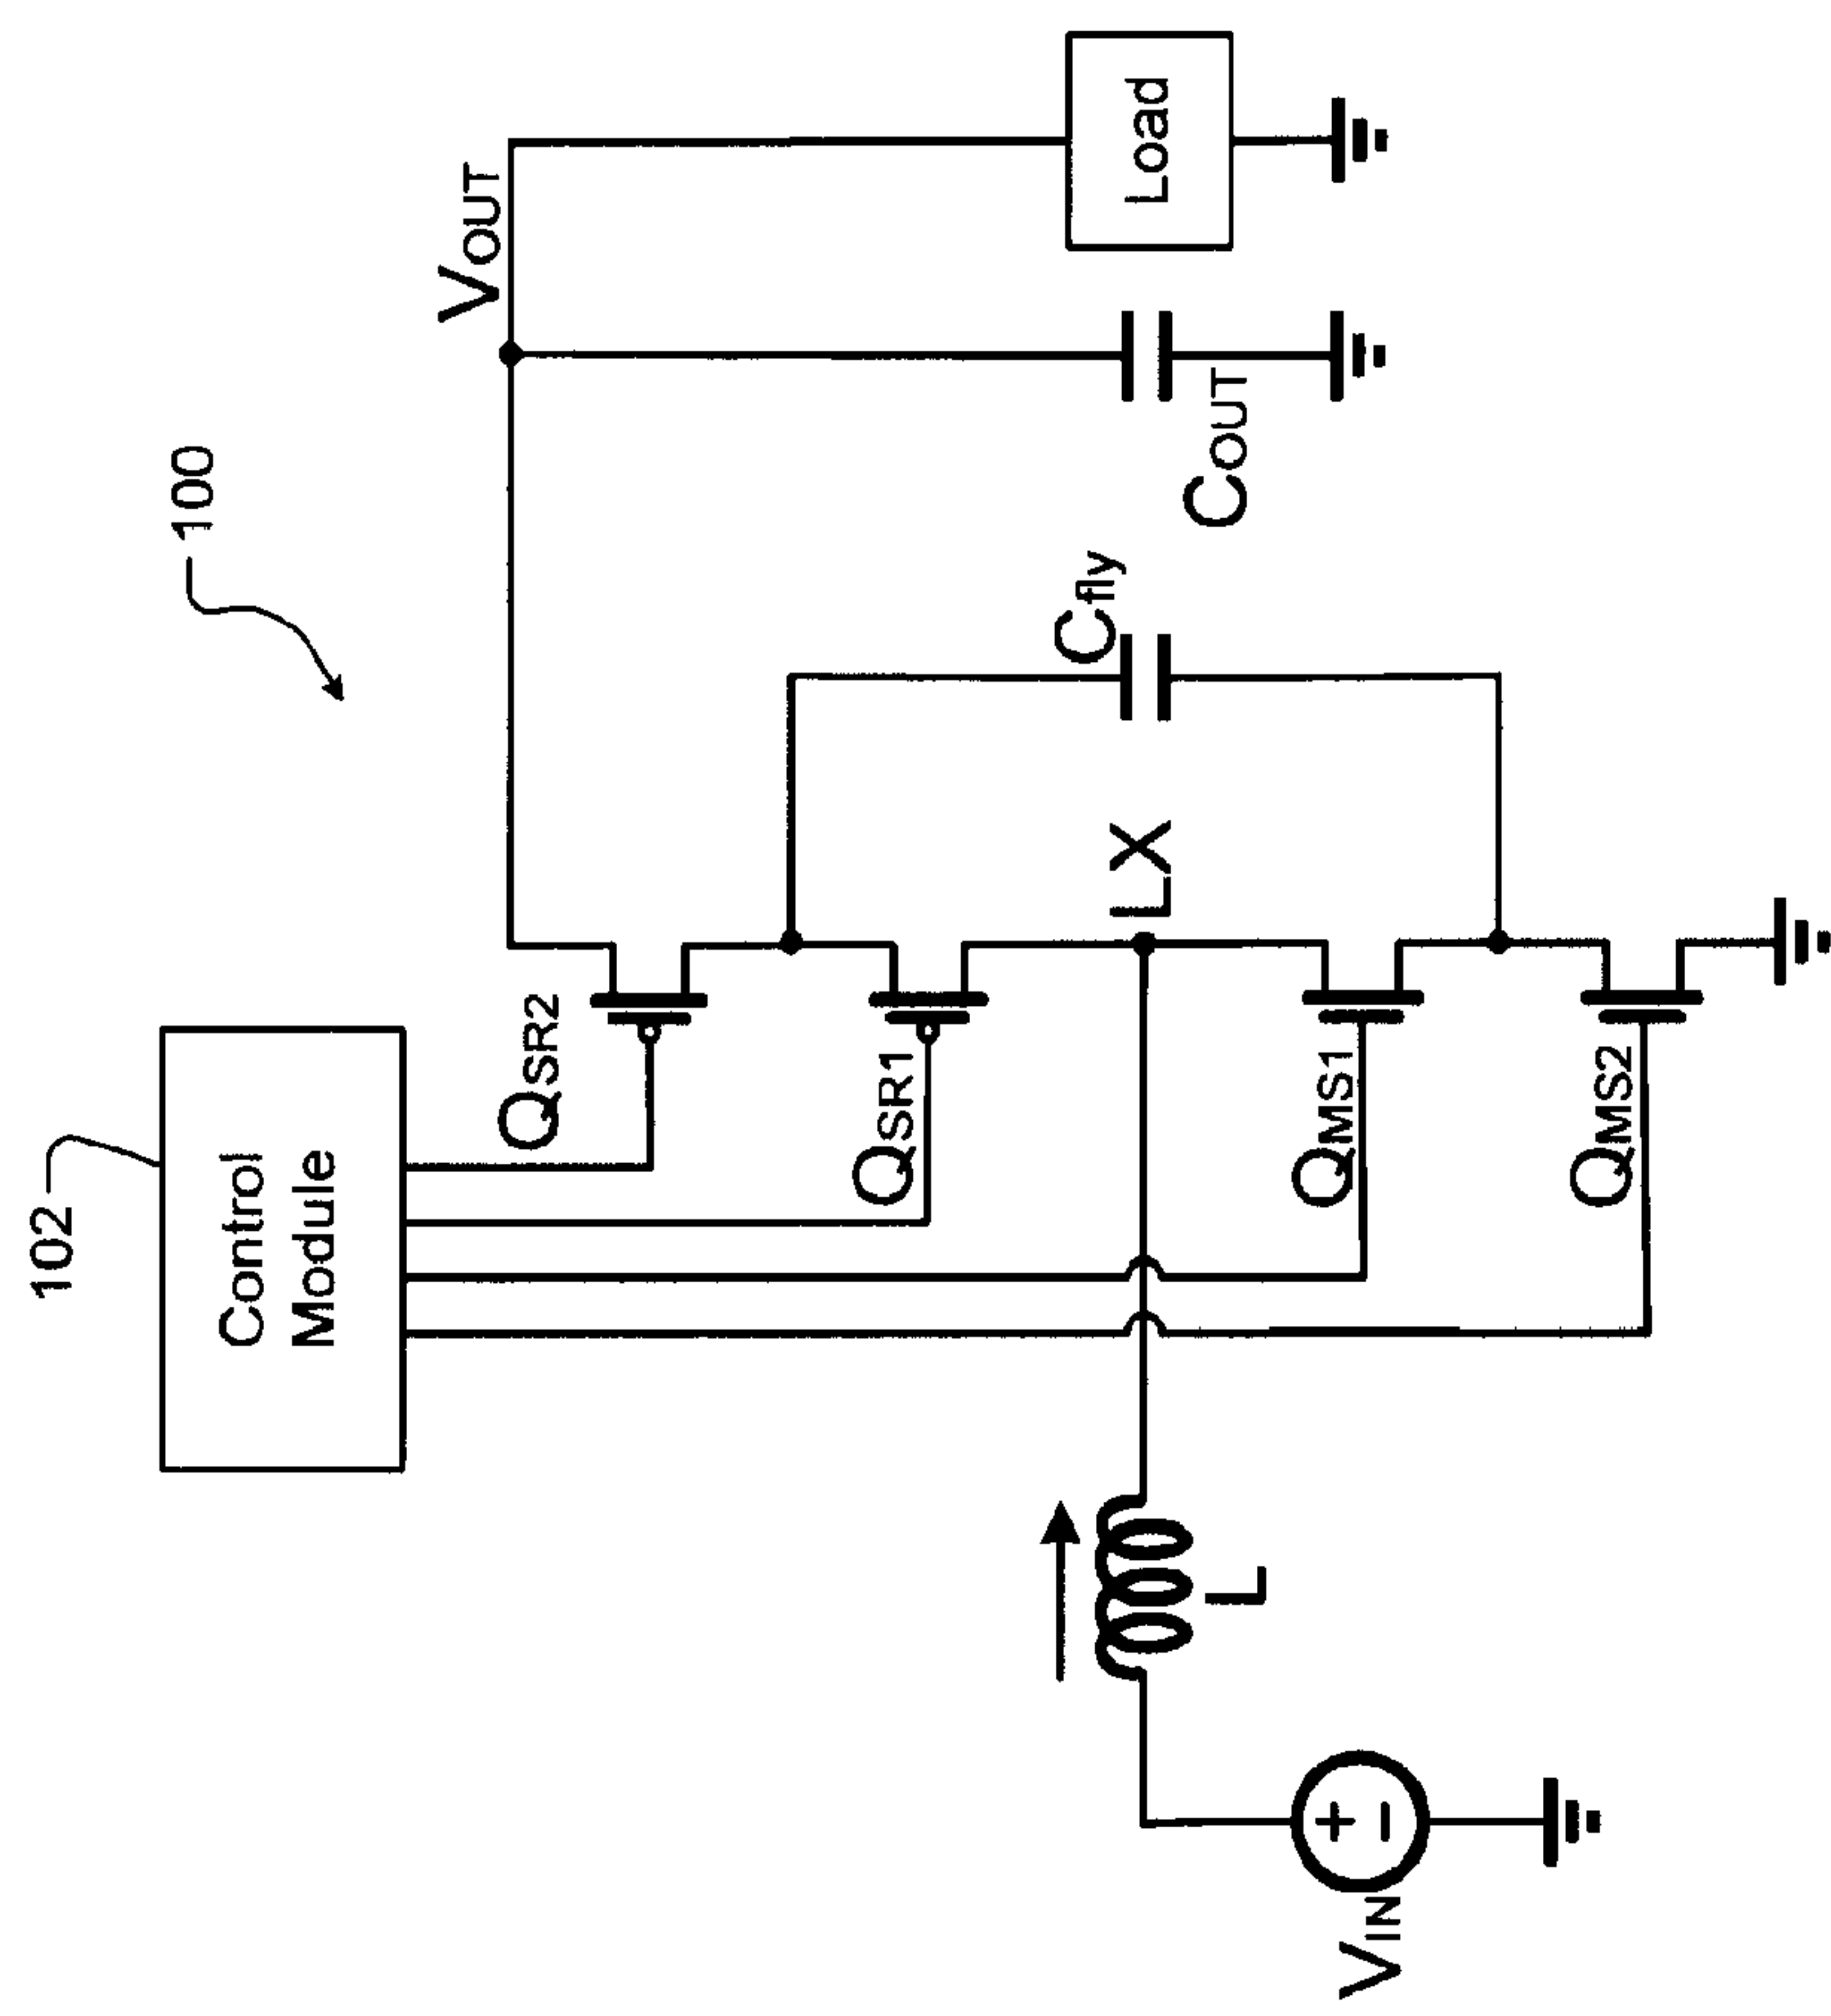 100
102
Control
Module
VOUT
QSR2
QSR1
Cfly
LX
Load
COUT
L
QMS1
QMS2
VIN